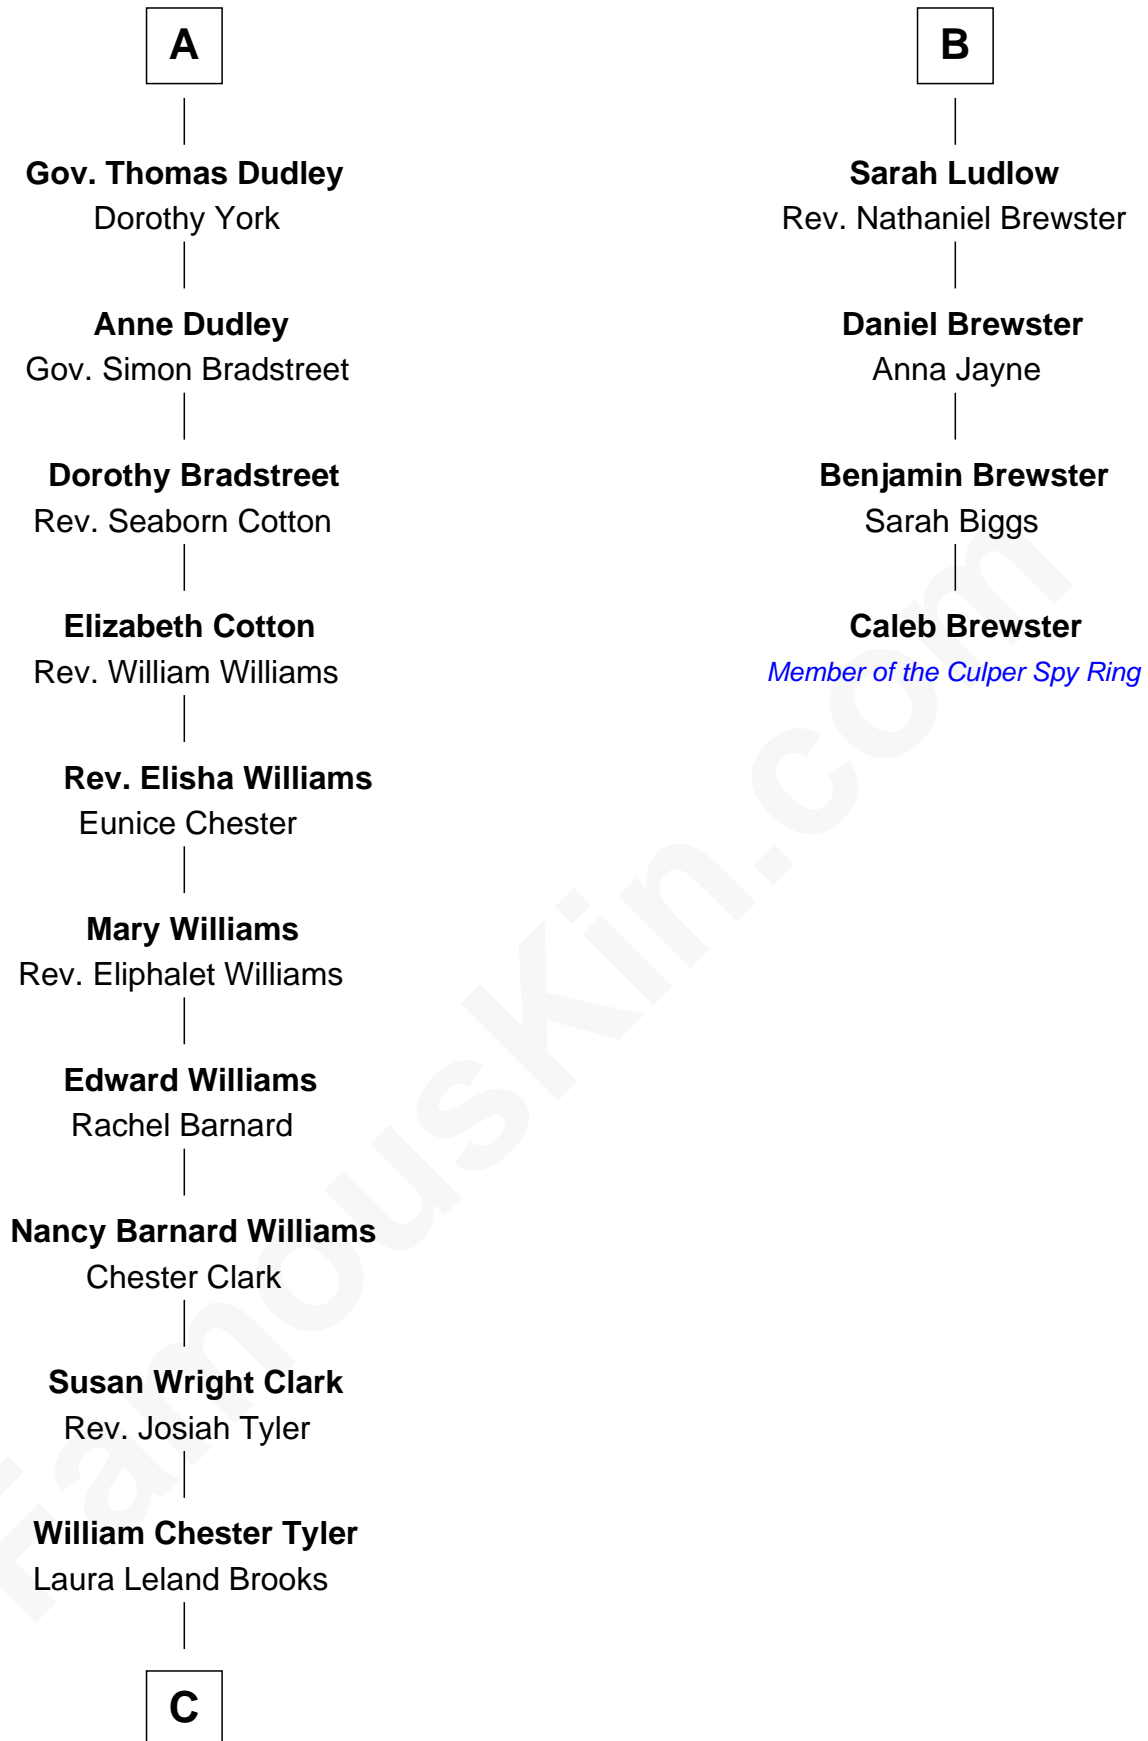 A
Gov. Thomas Dudley
Dorothy York
Anne Dudley
Gov. Simon Bradstreet
Dorothy Bradstreet
Rev. Seaborn Cotton
Elizabeth Cotton
Rev. William Williams
Rev. Elisha Williams
Eunice Chester
Mary Williams
Rev. Eliphalet Williams
Edward Williams
Rachel Barnard
Nancy Barnard Williams
Chester Clark
Susan Wright Clark
Rev. Josiah Tyler
William Chester Tyler
Laura Leland Brooks
C
B
Sarah Ludlow
Rev. Nathaniel Brewster
Daniel Brewster
Anna Jayne
Benjamin Brewster
Sarah Biggs
Caleb Brewster
Member of the Culper Spy Ring
FamousKin.com